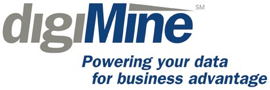 digiMine SM
Powering your data
for business advantage